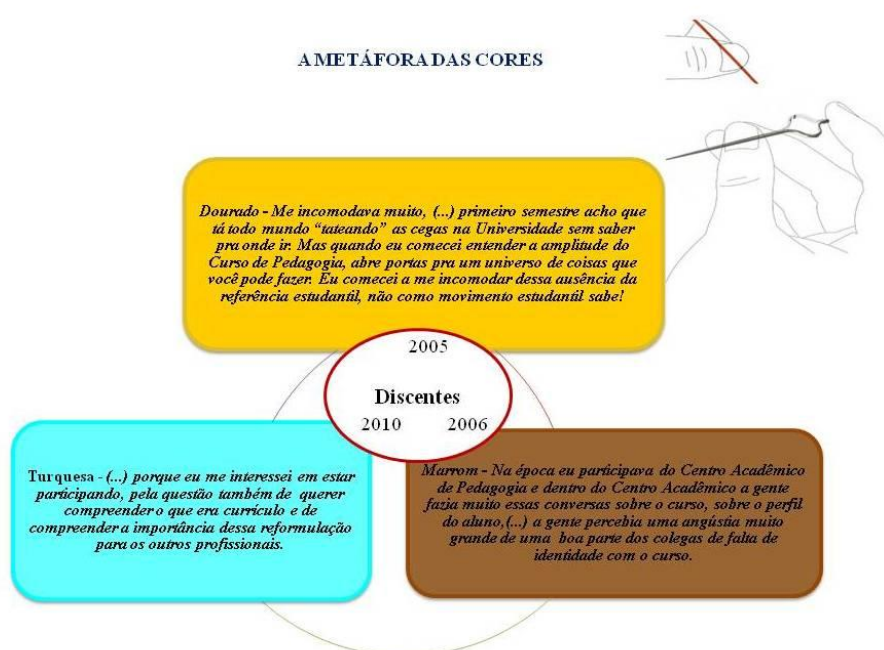 A METÁFORA DAS CORES
Dourado - Me incomodava muito, (...) primeiro semestre acho que
tá todo mundo “tateando” as cegas na Universidade sem saber
pra onde ir. Mas quando eu comecei entender a amplitude do
Curso de Pedagogia, abre portas pra um universo de coisas que
você pode fazer. Eu comecei a me incomodar dessa ausência da
referência estudantil, não como movimento estudantil sabe!
2005
Discentes
2010 2006
Turquesa - (...) porque eu me interessei em estar
participando, pela questão também de querer
compreender o que era currículo e de
compreender a importância dessa reformulação
para os outros profissionais.
Marrom - Na época eu participava do Centro Acadêmico
de Pedagogia e dentro do Centro Acadêmico a gente
fazia muito essas conversas sobre o curso, sobre o perfil
do aluno,(...) a gente percebia uma angústia muito
grande de uma boa parte dos colegas de falta de
identidade com o curso.